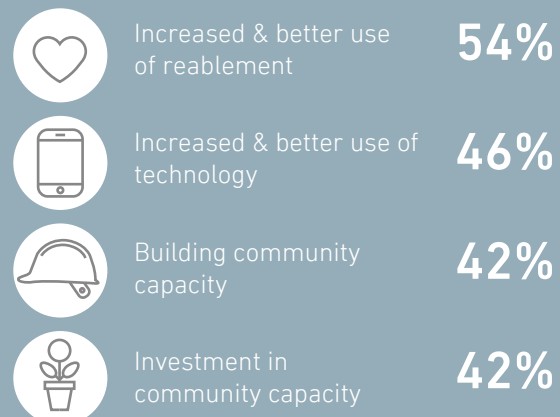 Increased & better use
of reablement
54%
Increased & better use of
technology
46%
Building community
capacity
42%
Investment in
community capacity
42%